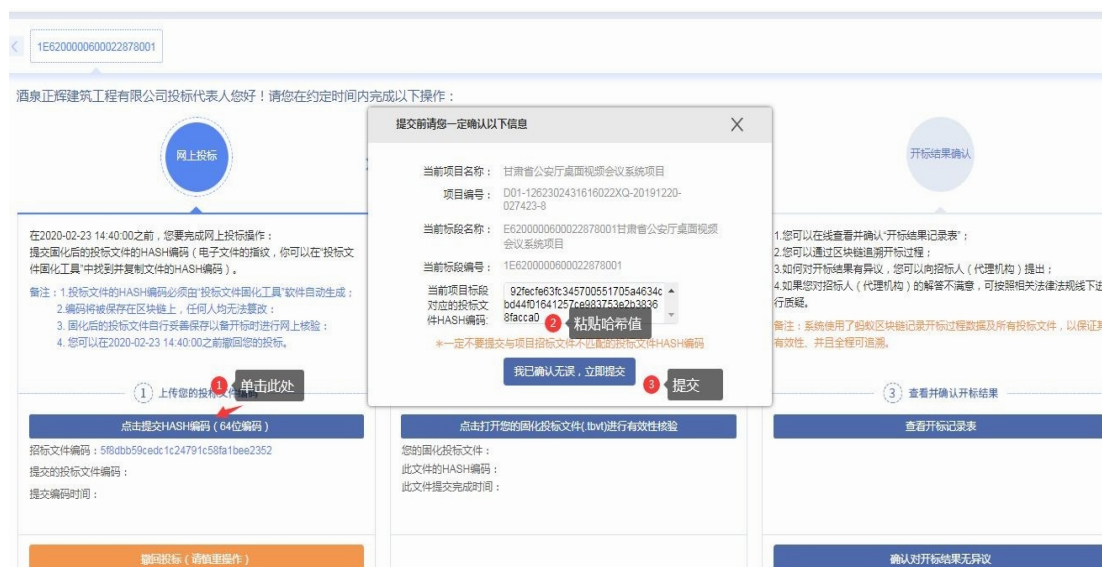 1E6200000600022878001
酒泉正辉建筑工程有限公司投标代表人您好！请您在约定时间内完成以下操作：
网上投标
在2020-02-23 14:40:00之前，您要完成网上投标操作：
提交固化后的投标文件的HASH编码（电子文件的指纹，你可以在“投标文
件固化工具”中找到并复制文件的HASH编码）。
备注：1.投标文件的HASH编码必须由“投标文件固化工具”软件自动生成；
2.编码将被保存在区块链上，任何人均无法篡改；
3. 固化后的投标文件自行妥善保存以备开标时进行网上核验；
4. 您可以在2020-02-23 14:40:00之前撤回您的投标。
1 上传您的投标文件编码
1 单击此处
点击提交HASH编码（64位编码）
招标文件编码：5f8dbb59cedc1c24791c58fa1bee2352
提交的投标文件编码：
提交编码时间：
撤回投标（请慎重操作）
提交前请您一定确认以下信息 X
当前项目名称： 甘肃省公安厅桌面视频会议系统项目
项目编号： D01-1262302431616022XQ-20191220-
027423-8
当前标段名称： E6200000600022878001甘肃省公安厅桌面视频
会议系统项目
当前标段编号： 1E6200000600022878001
当前项目标段
对应的投标文
件HASH编码:
92fecfe63fc345700551705a4634c
bd44f01641257ce983753e2b3836
8facca0
2 粘贴哈希值
＊一定不要提交与项目招标文件不匹配的投标文件HASH编码
我已确认无误，立即提交
3 提交
点击打开您的固化投标文件(.tbvt)进行有效性核验
您的固化投标文件：
此文件的HASH编码：
此文件提交完成时间：
开标结果确认
1.您可以在线查看并确认“开标结果记录表”；
2.您可以通过区块链追溯开标过程；
3.如何对开标结果有异议，您可以向招标人（代理机构）提出；
4.如果您对招标人（代理机构）的解答不满意，可按照相关法律法规线下进
行质疑。
备注：系统使用了蚂蚁区块链记录开标过程数据及所有投标文件，以保证其
有效性、并且全程可追溯。
3 查看并确认开标结果
查看开标记录表
确认对开标结果无异议